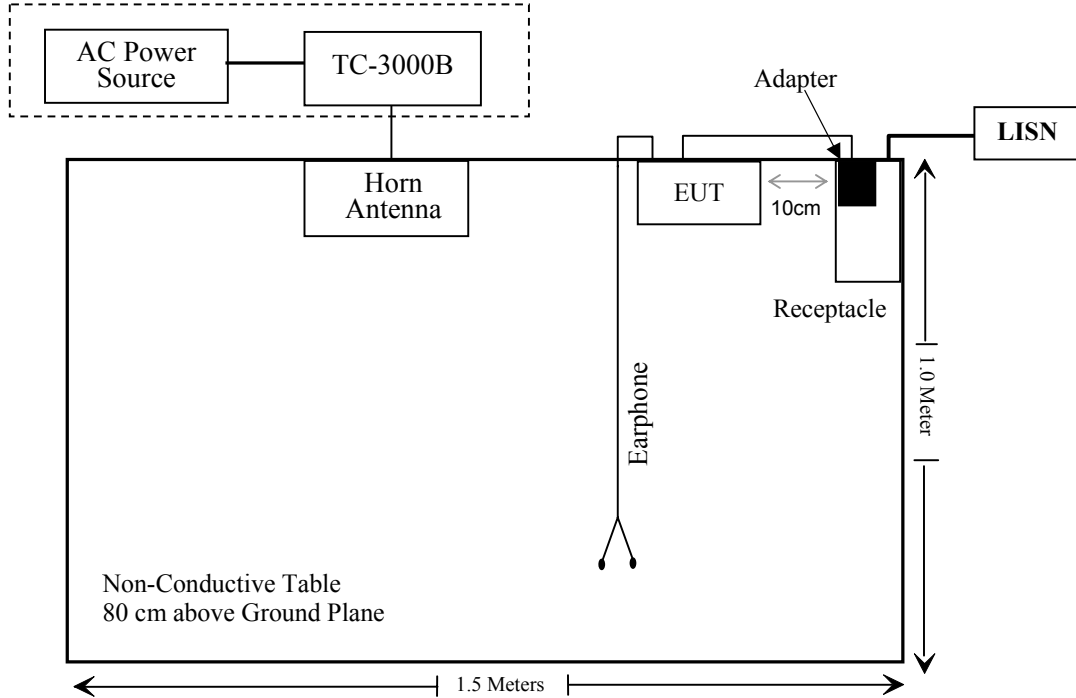 AC Power
Source
TC-3000B
Adapter
LISN
Horn
Antenna
EUT
10cm
Receptacle
Earphone
1.0 Meter
Non-Conductive Table
80 cm above Ground Plane
1.5 Meters